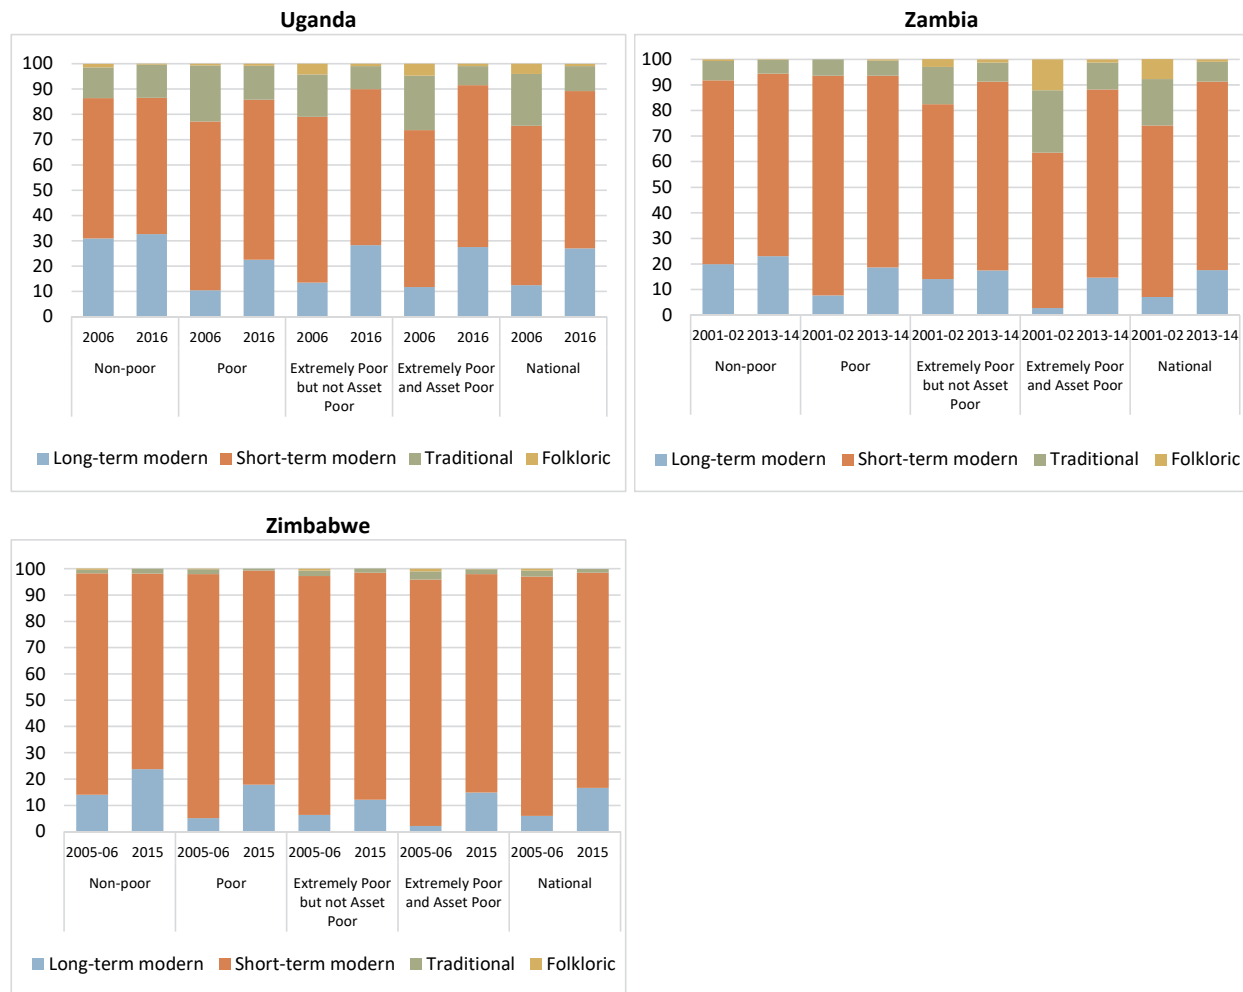 Uganda
100
90
80
70
60
50
40
30
20
10
0
2006 2016 2006 2016 2006 2016 2006 2016 2006 2016
Non-poor Poor Extremely Poor but not Asset Poor Extremely Poor and Asset Poor National
Long-term modern Short-term modern Traditional Folkloric
Zambia
100
90
80
70
60
50
40
30
20
10
0
2001-02 2013-14 2001-02 2013-14 2001-02 2013-14 2001-02 2013-14 2001-02 2013-14
Non-poor Poor Extremely Poor but not Asset Poor Extremely Poor and Asset Poor National
Long-term modern Short-term modern Traditional Folkloric
Zimbabwe
100
90
80
70
60
50
40
30
20
10
0
2005-06 2015 2005-06 2015 2005-06 2015 2005-06 2015 2005-06 2015
Non-poor Poor Extremely Poor but not Asset Poor Extremely Poor and Asset Poor National
Long-term modern Short-term modern Traditional Folkloric